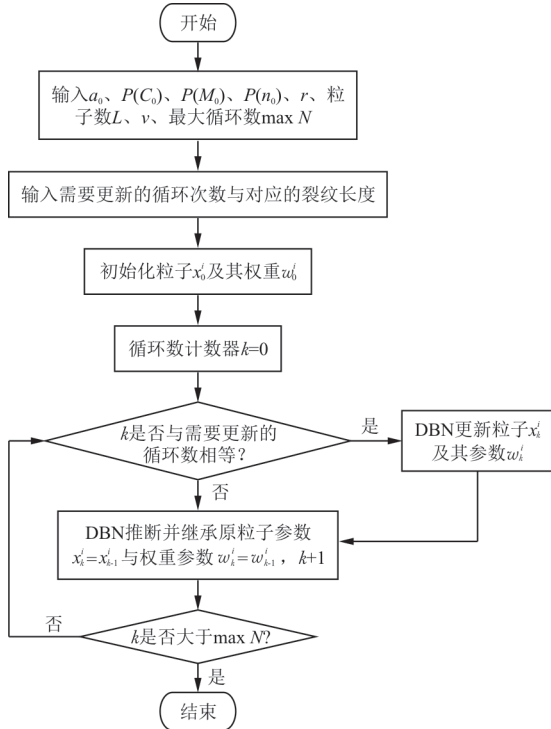 开始
输入a₀、P(C₀)、P(M₀)、P(n₀)、r、粒
子数L、v、最大循环数max N
输入需要更新的循环次数与对应的裂纹长度
初始化粒子x₀ⁱ及其权重w₀ⁱ
循环数计数器k=0
k是否与需要更新的
循环数相等？
是
DBN更新粒子xₖⁱ
及其参数wₖⁱ
否
DBN推断并继承原粒子参数
xₖⁱ=xₖ₋₁ⁱ与权重参数wₖⁱ=wₖ₋₁ⁱ，k+1
否
k是否大于max N?
是
结束